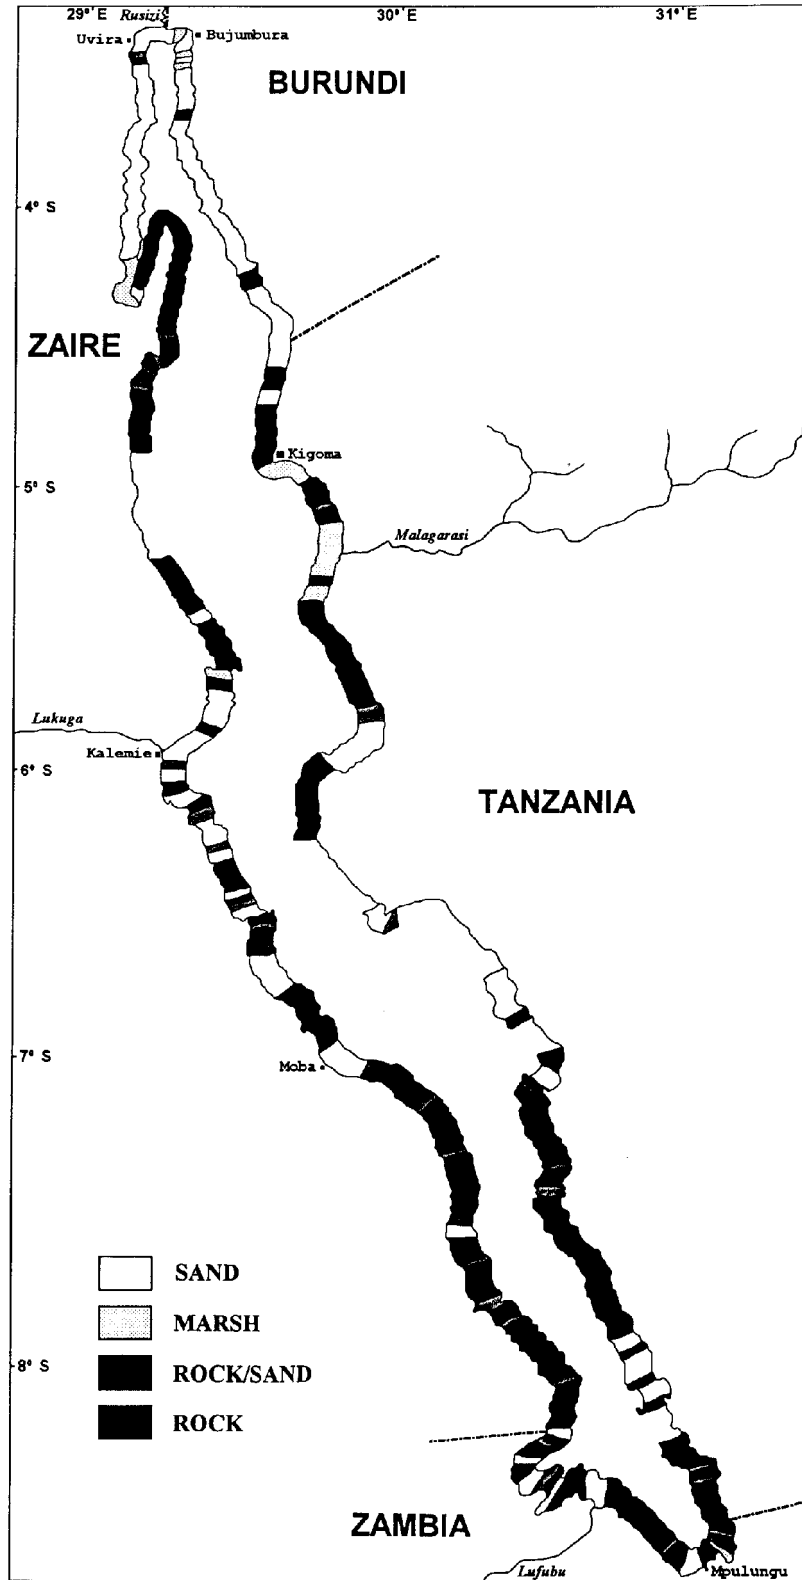 29° E
Rusizi
30° E
31° E
Uvira
Bujumbura
BURUNDI
4° S
ZAIRE
Kigoma
5° S
Malagarasi
Lukuga
Kalemie
6° S
TANZANIA
7° S
Moba
SAND
MARSH
8° S
ROCK/SAND
ROCK
ZAMBIA
Lufubu
Mpulungu